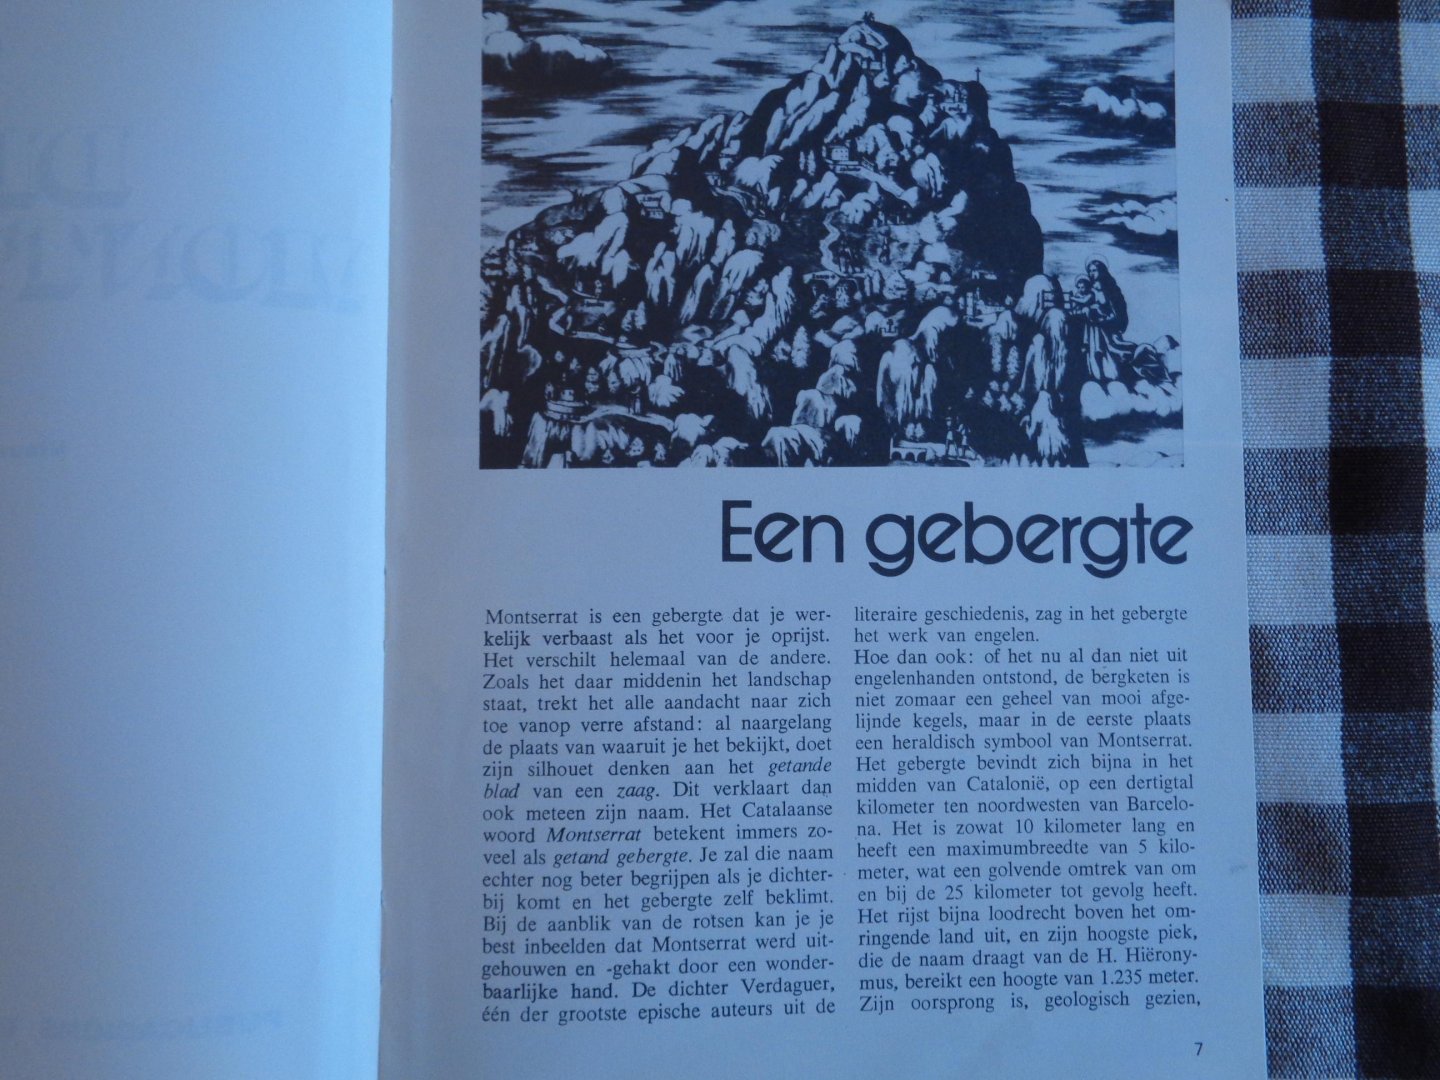 Een gebergte
Montserrat is een gebergte dat je wer-
kelijk verbaast als het voor je oprijst.
Het verschilt helemaal van de andere.
Zoals het daar middenin het landschap
staat, trekt het alle aandacht naar zich
toe vanop verre afstand: al naargelang
de plaats van waaruit je het bekijkt, doet
zijn silhouet denken aan het getande
blad van een zaag. Dit verklaart dan
ook meteen zijn naam. Het Catalaanse
woord Montserrat betekent immers zo-
veel als getand gebergte. Je zal die naam
echter nog beter begrijpen als je dichter-
bij komt en het gebergte zelf beklimt.
Bij de aanblik van de rotsen kan je je
best inbeelden dat Montserrat werd uit-
gehouwen en -gehakt door een wonder-
baarlijke hand. De dichter Verdaguer,
één der grootste epische auteurs uit de
literaire geschiedenis, zag in het gebergte
het werk van engelen.
Hoe dan ook: of het nu al dan niet uit
engelenhanden ontstond, de bergketen is
niet zomaar een geheel van mooi afge-
lijnde kegels, maar in de eerste plaats
een heraldisch symbool van Montserrat.
Het gebergte bevindt zich bijna in het
midden van Catalonië, op een dertigtal
kilometer ten noordwesten van Barcelo-
na. Het is zowat 10 kilometer lang en
heeft een maximumbreedte van 5 kilo-
meter, wat een golvende omtrek van om
en bij de 25 kilometer tot gevolg heeft.
Het rijst bijna loodrecht boven het om-
ringende land uit, en zijn hoogste piek,
die de naam draagt van de H. Hiërony-
mus, bereikt een hoogte van 1.235 meter.
Zijn oorsprong is, geologisch gezien,
7